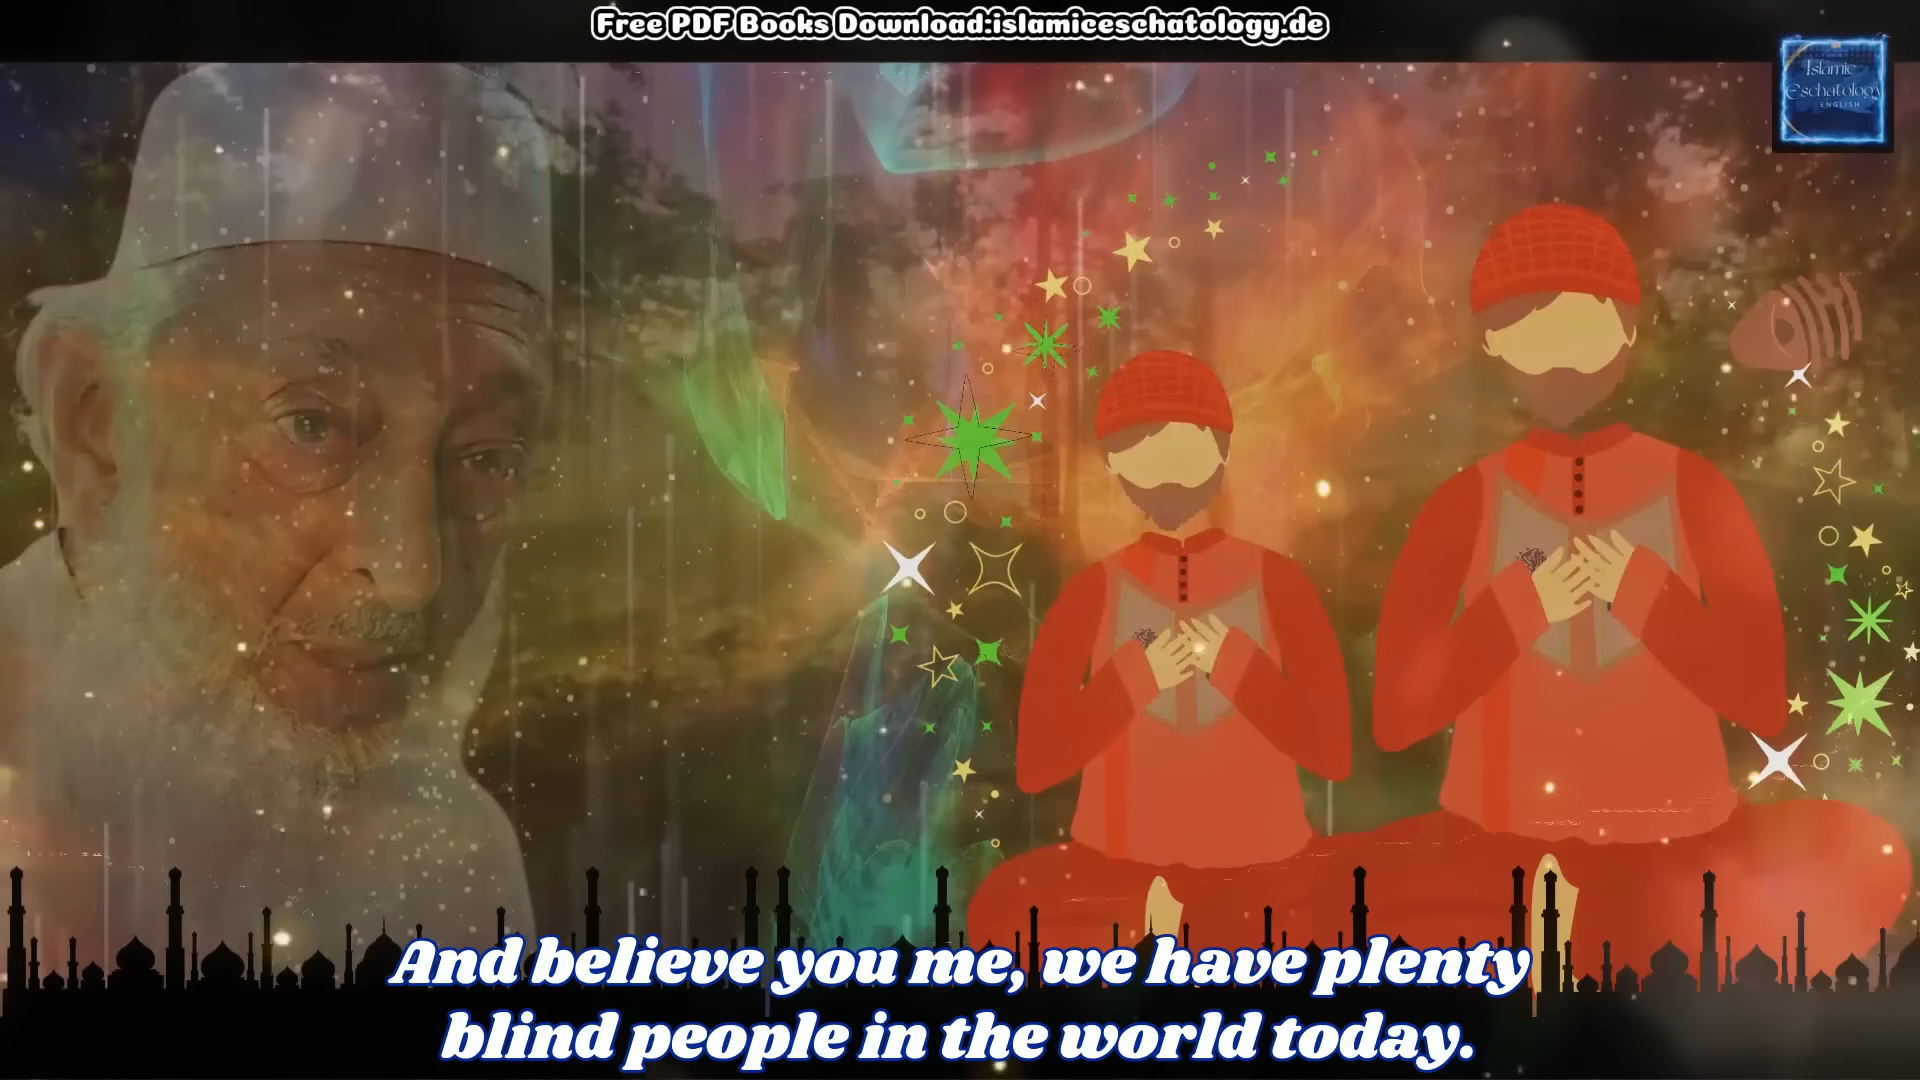 Free PDF Books Download:islamiceschatology.de
Islamic
Eschatology
ENGLISH
And believe you me, we have plenty
blind people in the world today.